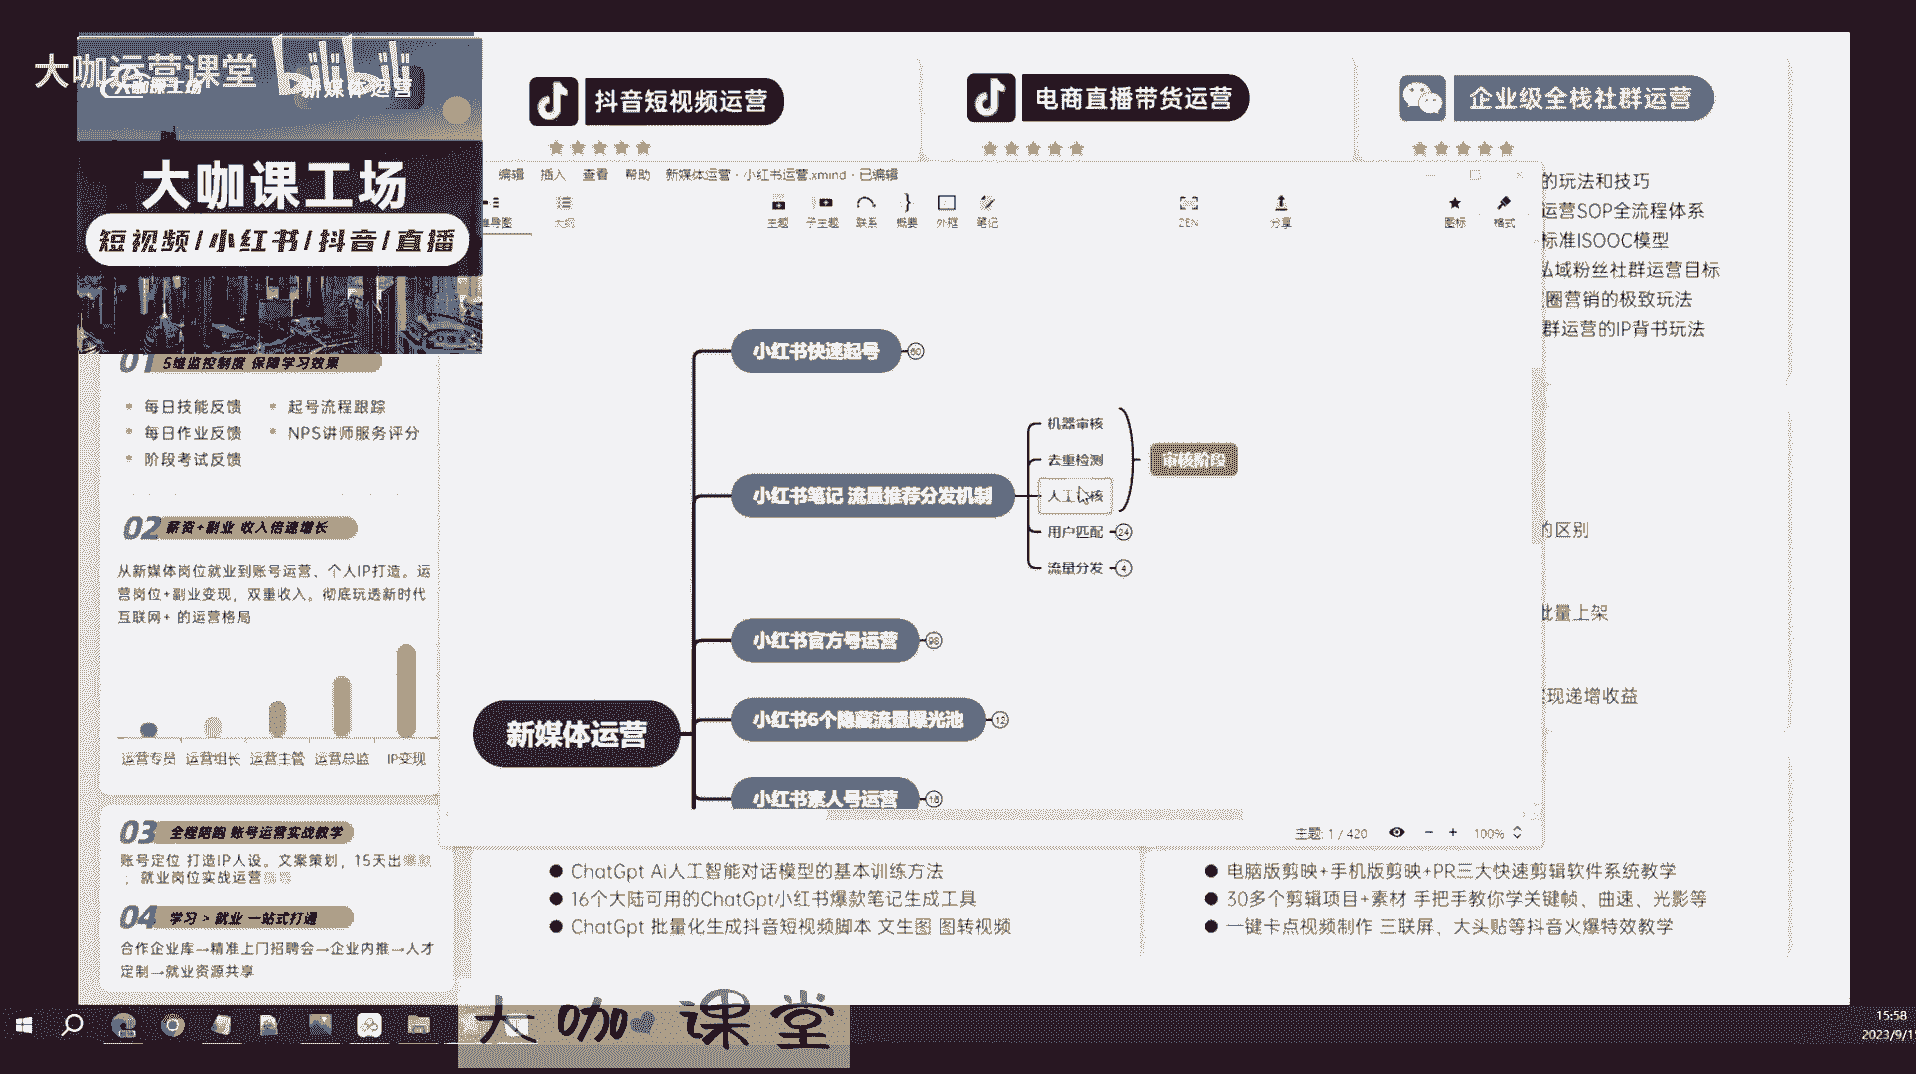 大咖运营课堂 bilibili
大咖课工场
新媒体运营
大咖课工场
短视频/小红书/抖音/直播
抖音短视频运营
电商直播带货运营
企业级全栈社群运营
编辑 插入 查看 帮助 新媒体运营 · 小红书运营.xmind · 已编辑
导图
大纲
主题
子主题
联系
概要
外框
笔记
ZEN
分享
图标
格式
的玩法和技巧
运营SOP全流程体系
标准ISOOC模型
私域粉丝社群运营目标
圈营销的极致玩法
群运营的IP背书玩法
的区别
批量上架
现递增收益
01 5维监控制度 保障学习效果
每日技能反馈
起号流程跟踪
每日作业反馈
NPS讲师服务评分
阶段考试反馈
02 薪资+副业 收入倍速增长
从新媒体岗位就业到账号运营、个人IP打造。运
营岗位+副业变现，双重收入。彻底玩透新时代
互联网+ 的运营格局
运营专员 运营组长 运营主管 运营总监 IP变现
03 全程陪跑 账号运营实战教学
账号定位 打造IP人设。文案策划，15天出爆款
；就业岗位实战运营
04 学习 > 就业 一站式打通
合作企业库→精准上门招聘会→企业内推→人才
定制→就业资源共享
新媒体运营
小红书快速起号 60
小红书笔记 流量推荐分发机制
机器审核
去重检测
人工审核
审核阶段
用户匹配 24
流量分发 4
小红书官方号运营 98
小红书6个隐藏流量曝光池 12
小红书素人号运营 18
主题: 1 / 420
100%
ChatGpt Ai人工智能对话模型的基本训练方法
16个大陆可用的ChatGpt小红书爆款笔记生成工具
ChatGpt 批量化生成抖音短视频脚本 文生图 图转视频
电脑版剪映+手机版剪映+PR三大快速剪辑软件系统教学
30多个剪辑项目+素材 手把手教你学关键帧、曲速、光影等
一键卡点视频制作 三联屏、大头贴等抖音火爆特效教学
大咖课堂
15:58
2023/9/1